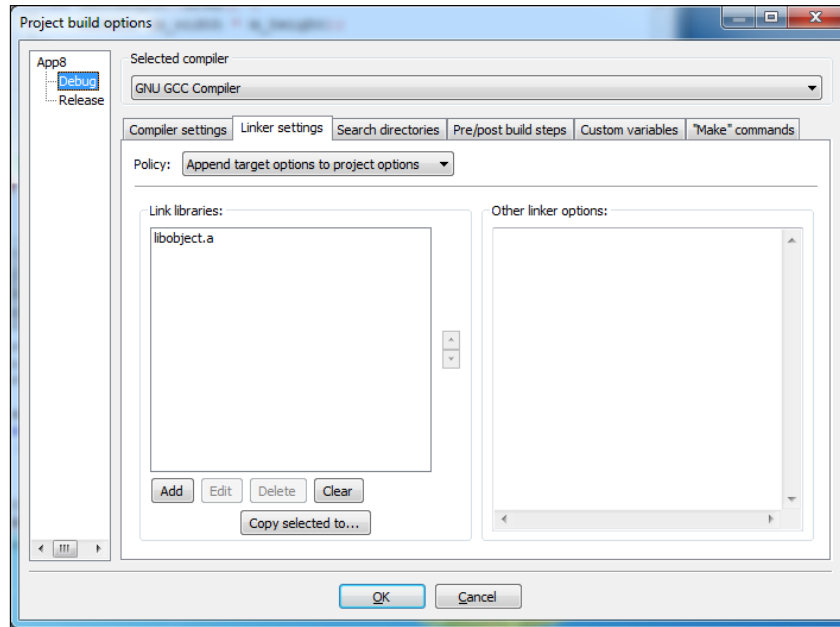 Project build options
App8
Debug
Release
Selected compiler
GNU GCC Compiler
Compiler settings
Linker settings
Search directories
Pre/post build steps
Custom variables
"Make" commands
Policy:
Append target options to project options
Link libraries:
libobject.a
Other linker options:
Add
Edit
Delete
Clear
Copy selected to...
OK
Cancel